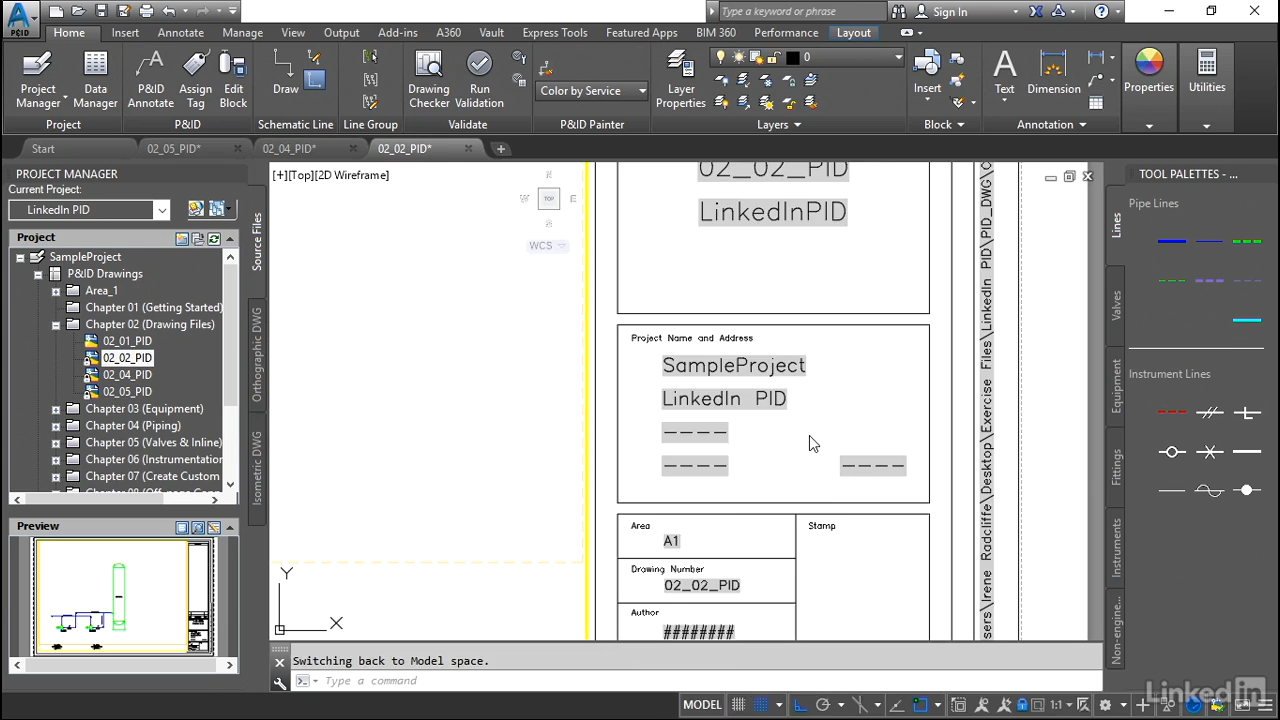 Type a keyword or phrase
Sign In
P&ID
Home
Insert
Annotate
Manage
View
Output
Add-ins
A360
Vault
Express Tools
Featured Apps
BIM 360
Performance
Layout
Project Manager
Data Manager
P&ID Annotate
Assign Tag
Edit Block
Draw
Drawing Checker
Run Validation
Color by Service
Layer Properties
0
Insert
Text
Dimension
Properties
Utilities
Project
P&ID
Schematic Line
Line Group
Validate
P&ID Painter
Layers
Block
Annotation
Start
02_05_PID*
02_04_PID*
02_02_PID*
PROJECT MANAGER
Current Project:
LinkedIn PID
Project
SampleProject
P&ID Drawings
Area_1
Chapter 01 (Getting Started)
Chapter 02 (Drawing Files)
02_01_PID
02_02_PID
02_04_PID
02_05_PID
Chapter 03 (Equipment)
Chapter 04 (Piping)
Chapter 05 (Valves & Inline)
Chapter 06 (Instrumentation
Chapter 07 (Create Custom
Preview
Source Files
Orthographic DWG
Isometric DWG
[+][Top][2D Wireframe]
W
TOP
E
WCS
Y
X
02_02_PID
LinkedInPID
Project Name and Address
SampleProject
LinkedIn PID
----
----
----
Area
A1
Stamp
Drawing Number
02_02_PID
Author
########
sers\Irene Radcliffe\Desktop\Exercise Files\LinkedIn PID\PID_DWG\C
TOOL PALETTES - ...
Pipe Lines
Instrument Lines
Lines
Valves
Equipment
Fittings
Instruments
Non-engine...
Switching back to Model space.
Type a command
MODEL
1:1
LinkedIn